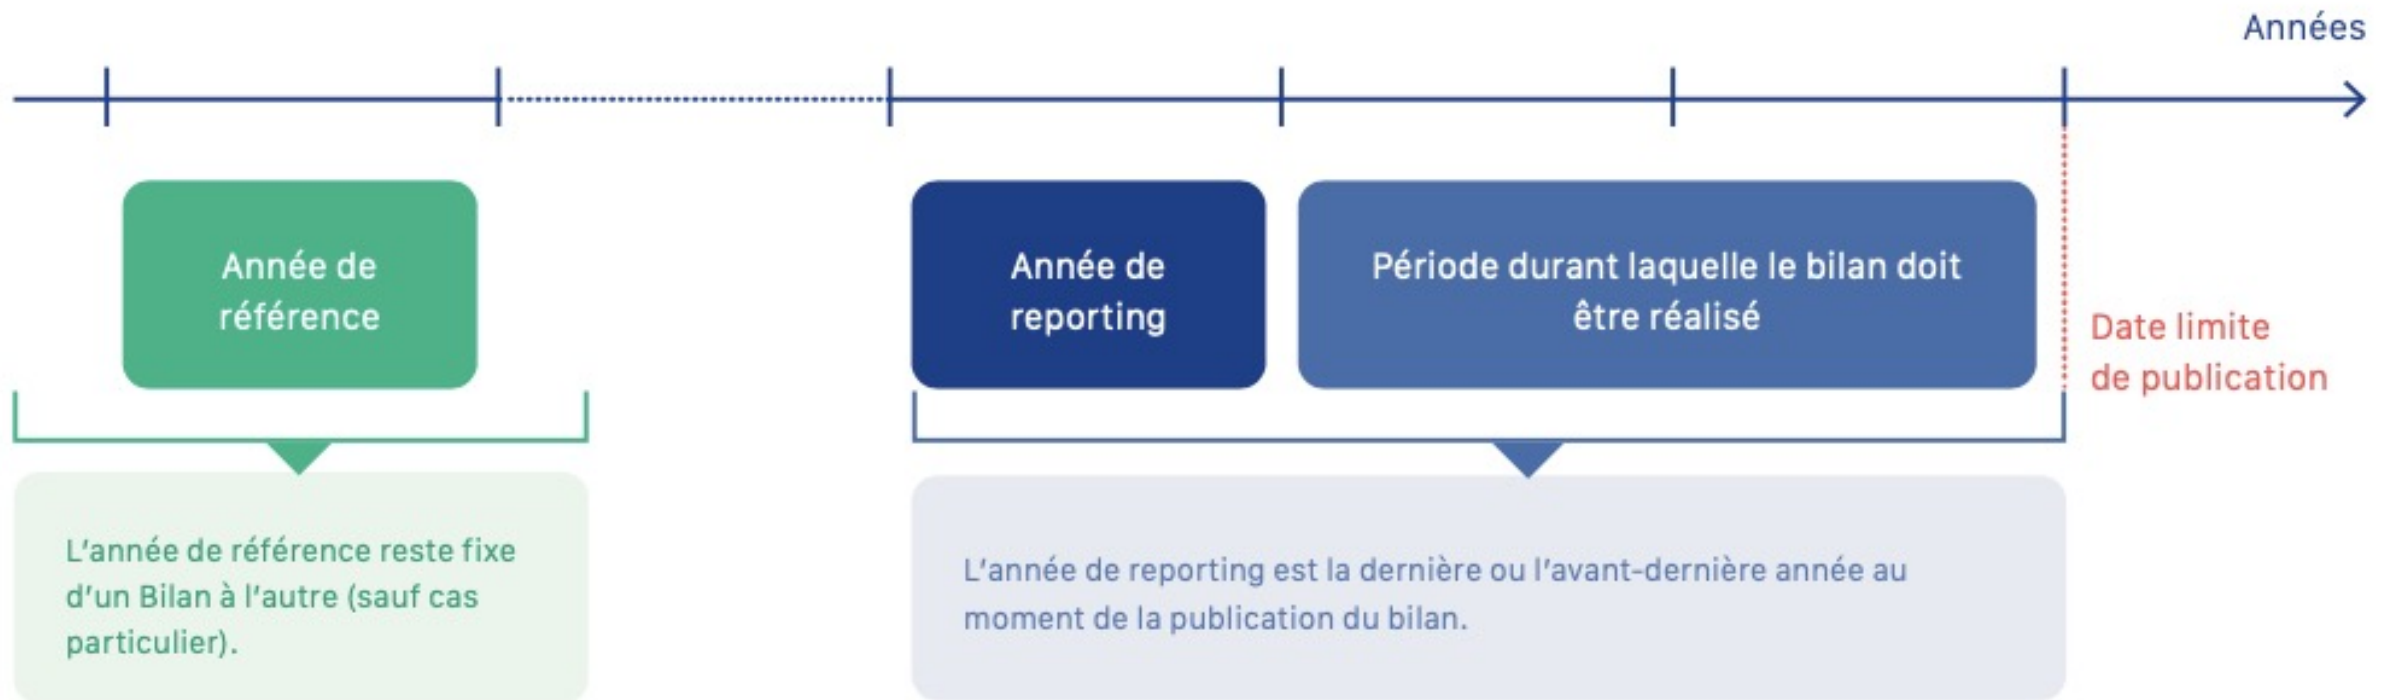 Années
Année de
référence
Année de
reporting
Période durant laquelle le bilan doit
être réalisé
Date limite
de publication
L'année de référence reste fixe
d'un Bilan à l'autre (sauf cas
particulier).
L'année de reporting est la dernière ou l'avant-dernière année au
moment de la publication du bilan.